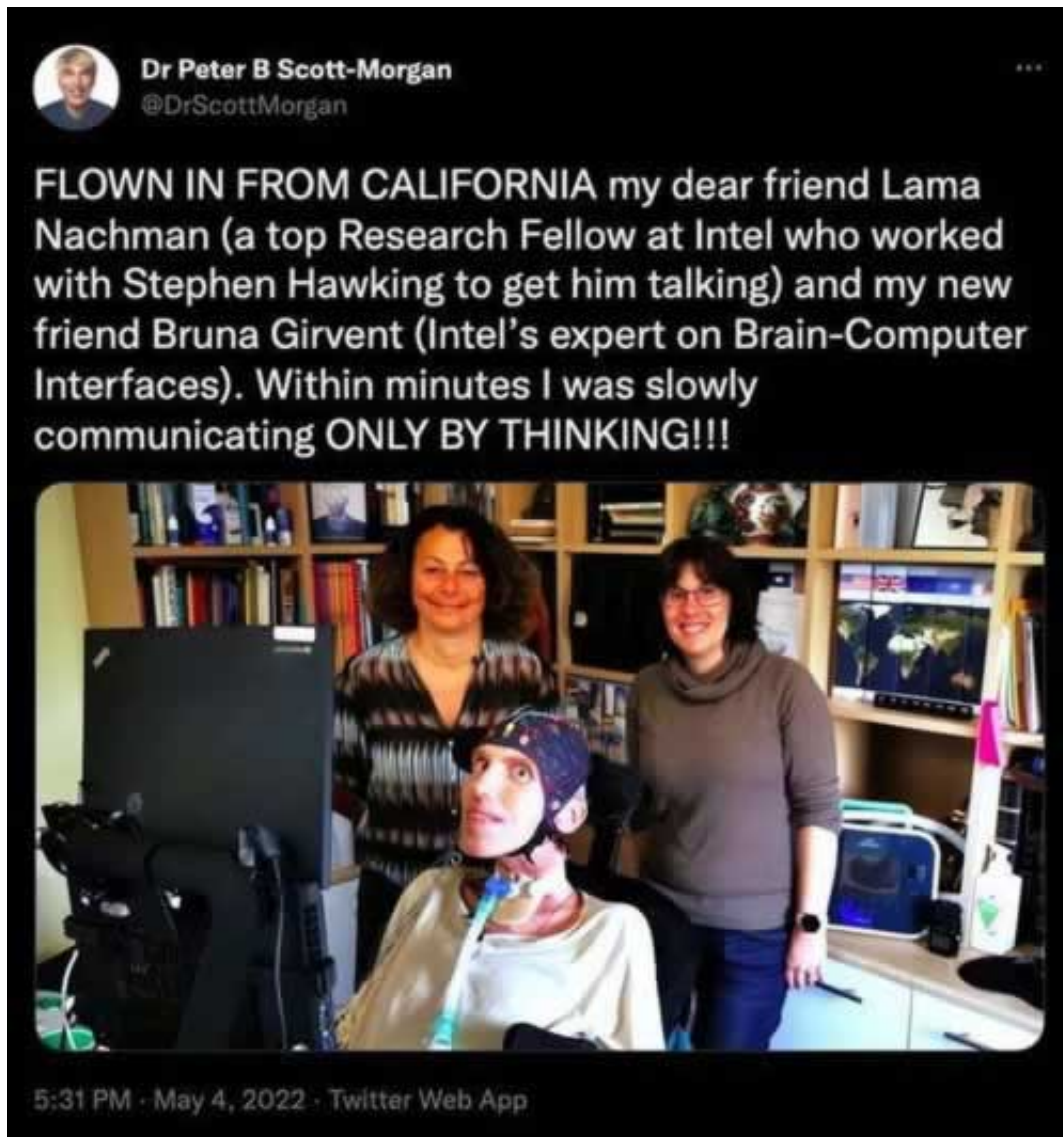 Dr Peter B Scott-Morgan
@DrScottMorgan
FLOWN IN FROM CALIFORNIA my dear friend Lama
Nachman (a top Research Fellow at Intel who worked
with Stephen Hawking to get him talking) and my new
friend Bruna Girvent (Intel’s expert on Brain-Computer
Interfaces). Within minutes I was slowly
communicating ONLY BY THINKING!!!
5:31 PM · May 4, 2022 · Twitter Web App